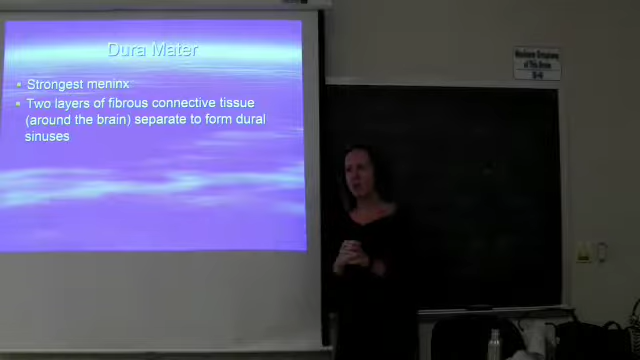 Dura Mater
Strongest meninx
Two layers of fibrous connective tissue
(around the brain) separate to form dural
sinuses